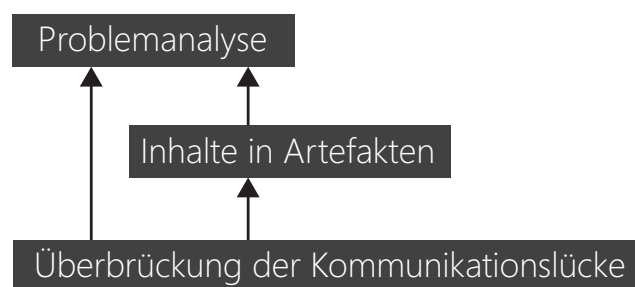 Problemanalyse
Inhalte in Artefakten
Überbrückung der Kommunikationslücke